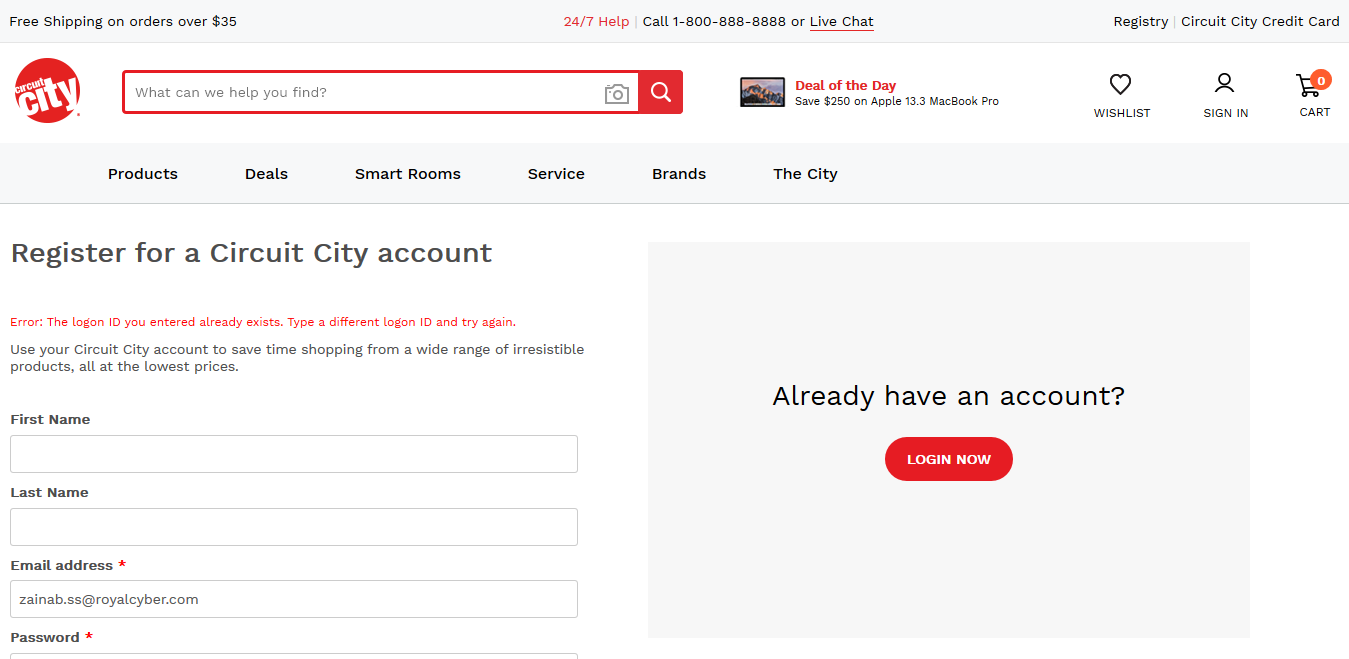 Free Shipping on orders over $35
24/7 Help | Call 1-800-888-8888 or Live Chat
Registry | Circuit City Credit Card
circuit
city
What can we help you find?
Deal of the Day
Save $250 on Apple 13.3 MacBook Pro
WISHLIST
SIGN IN
0
CART
Products
Deals
Smart Rooms
Service
Brands
The City
Register for a Circuit City account
Error: The logon ID you entered already exists. Type a different logon ID and try again.
Use your Circuit City account to save time shopping from a wide range of irresistible
products, all at the lowest prices.
First Name
Last Name
Email address *
zainab.ss@royalcyber.com
Password *
Already have an account?
LOGIN NOW